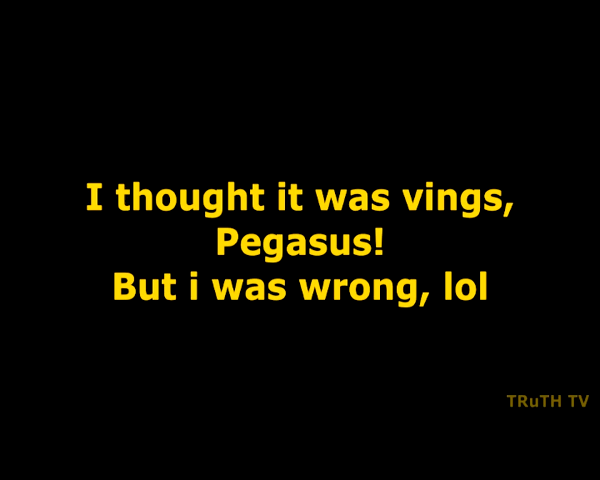 I thought it was vings,
Pegasus!
But i was wrong, lol
TRuTH TV